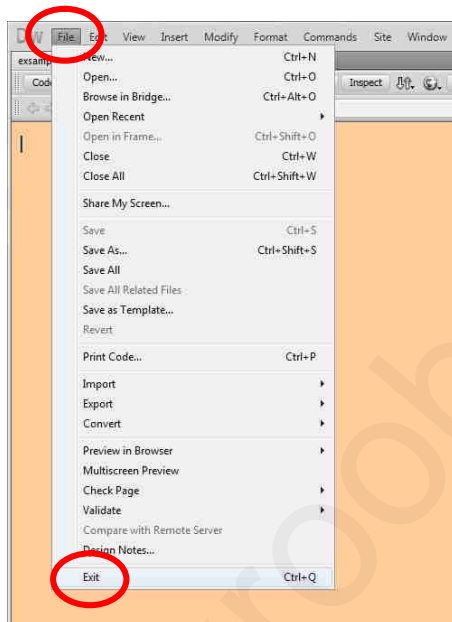 DW File Edit View Insert Modify Format Commands Site Window
exsamp
Code Inspect
New... Ctrl+N
Open... Ctrl+O
Browse in Bridge... Ctrl+Alt+O
Open Recent
Open in Frame... Ctrl+Shift+O
Close Ctrl+W
Close All Ctrl+Shift+W
Share My Screen...
Save Ctrl+S
Save As... Ctrl+Shift+S
Save All
Save All Related Files
Save as Template...
Revert
Print Code... Ctrl+P
Import
Export
Convert
Preview in Browser
Multiscreen Preview
Check Page
Validate
Compare with Remote Server
Design Notes...
Exit Ctrl+Q